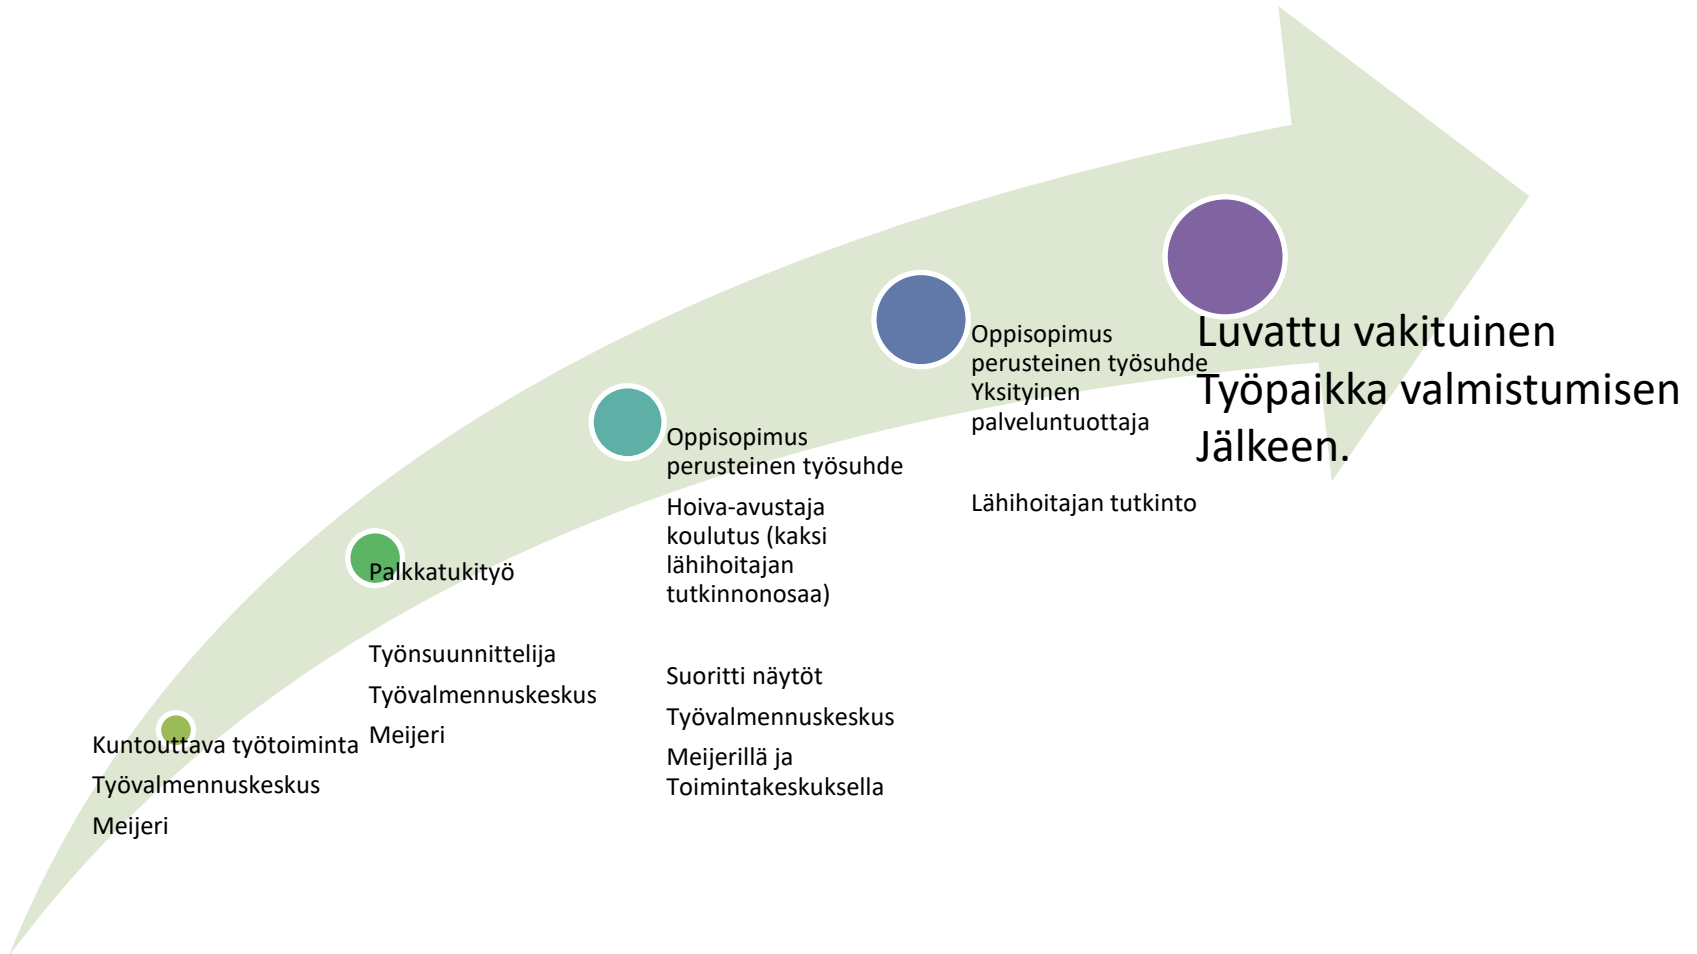 Kuntouttava työtoiminta
Työvalmennuskeskus
Meijeri
Palkkatukityö
Työnsuunnittelija
Työvalmennuskeskus
Meijeri
Oppisopimus
perusteinen työsuhde
Hoiva-avustaja
koulutus (kaksi
lähihoitajan
tutkinnonosaa)
Suoritti näytöt
Työvalmennuskeskus
Meijerillä ja
Toimintakeskuksella
Oppisopimus
perusteinen työsuhde
Yksityinen
palveluntuottaja
Lähihoitajan tutkinto
Luvattu vakituinen
Työpaikka valmistumisen
Jälkeen.